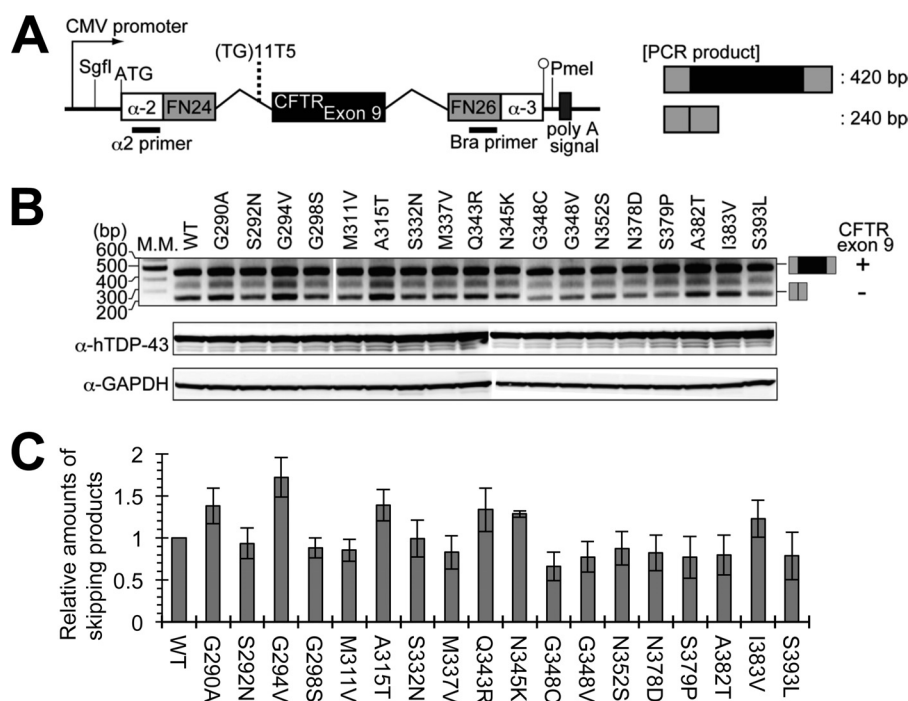 A
CMV promoter
SgfI
ATG
(TG)11T5
PmeI
α-2
FN24
CFTR Exon 9
FN26
α-3
α2 primer
Bra primer
poly A
signal
[PCR product]
: 420 bp
: 240 bp
B
(bp)
M.M.
WT
G290A
S292N
G294V
G298S
M311V
A315T
S332N
M337V
Q343R
N345K
G348C
G348V
N352S
N378D
S379P
A382T
I383V
S393L
CFTR
exon 9
600
500
400
300
200
+
-
α-hTDP-43
α-GAPDH
C
Relative amounts of
skipping products
2
1.5
1
0.5
0
WT
G290A
S292N
G294V
G298S
M311V
A315T
S332N
M337V
Q343R
N345K
G348C
G348V
N352S
N378D
S379P
A382T
I383V
S393L